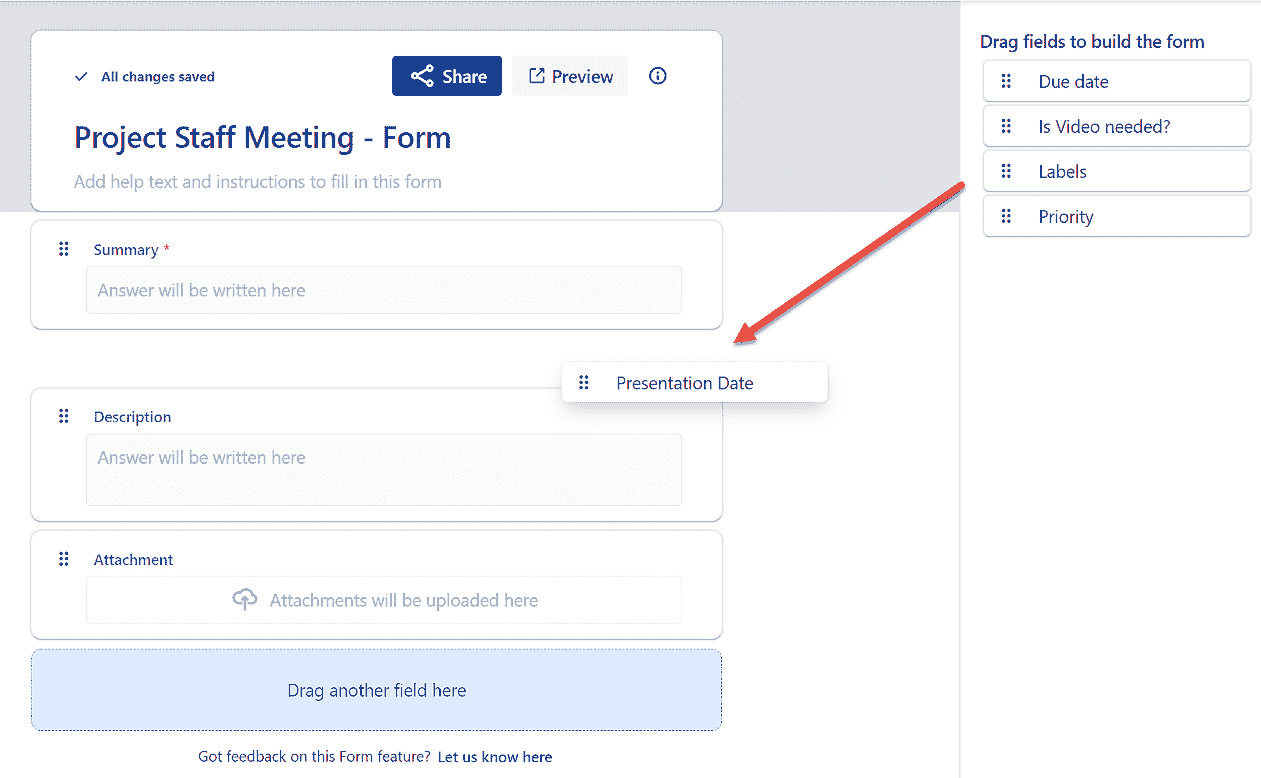 All changes saved
Share
Preview
Project Staff Meeting - Form
Add help text and instructions to fill in this form
Summary *
Answer will be written here
Presentation Date
Description
Answer will be written here
Attachment
Attachments will be uploaded here
Drag another field here
Got feedback on this Form feature? Let us know here
Drag fields to build the form
Due date
Is Video needed?
Labels
Priority